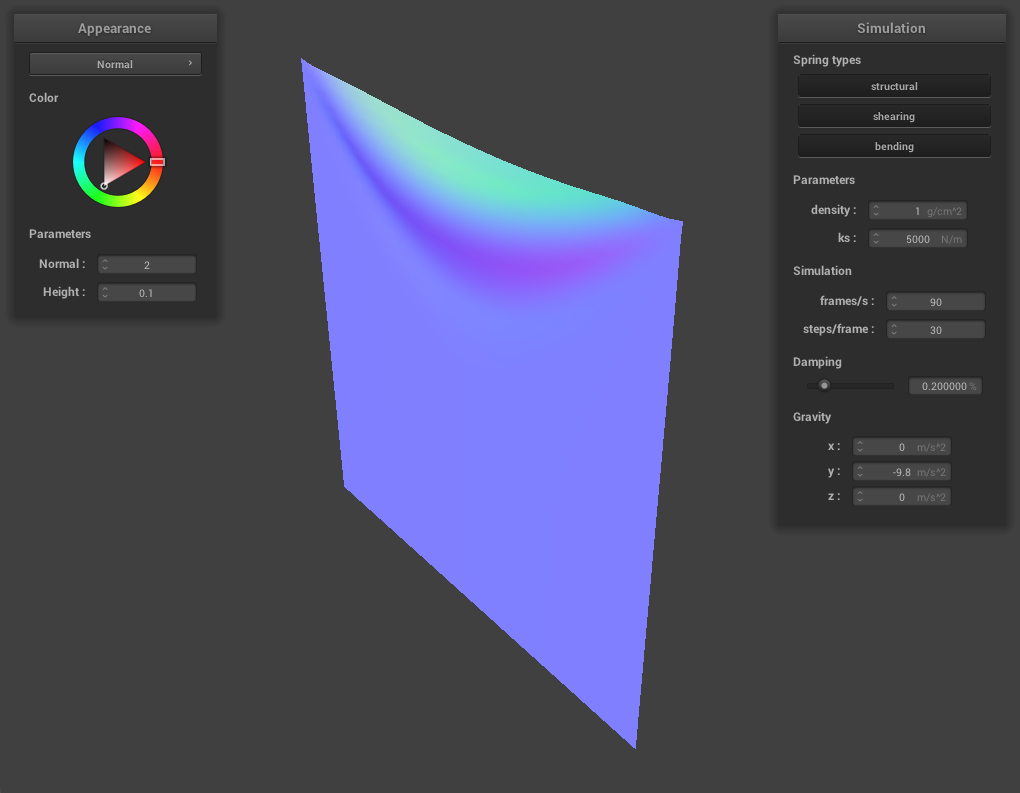 Appearance
Normal
Color
Parameters
Normal :
2
Height :
0.1
Simulation
Spring types
structural
shearing
bending
Parameters
density :
1 g/cm^2
ks :
5000 N/m
Simulation
frames/s :
90
steps/frame :
30
Damping
0.200000 %
Gravity
x :
0 m/s^2
y :
-9.8 m/s^2
z :
0 m/s^2